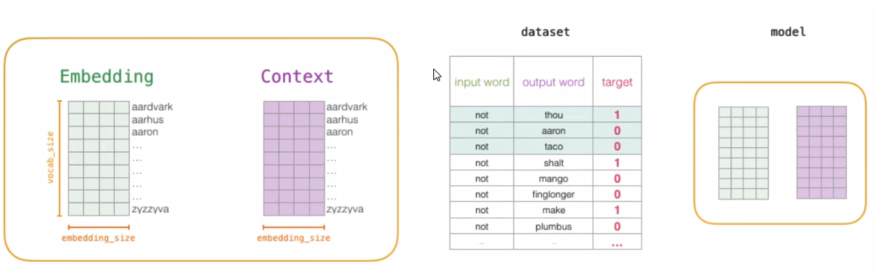 dataset
model
Embedding
Context
vocab_size
aardvark
aarhus
aaron
...
...
...
...
...
zyzzyva
embedding_size
aardvark
aarhus
aaron
...
...
...
...
...
zyzzyva
embedding_size
input word output word target
not thou 1
not aaron 0
not taco 0
not shalt 1
not mango 0
not finglonger 0
not make 1
not plumbus 0
... ... ...